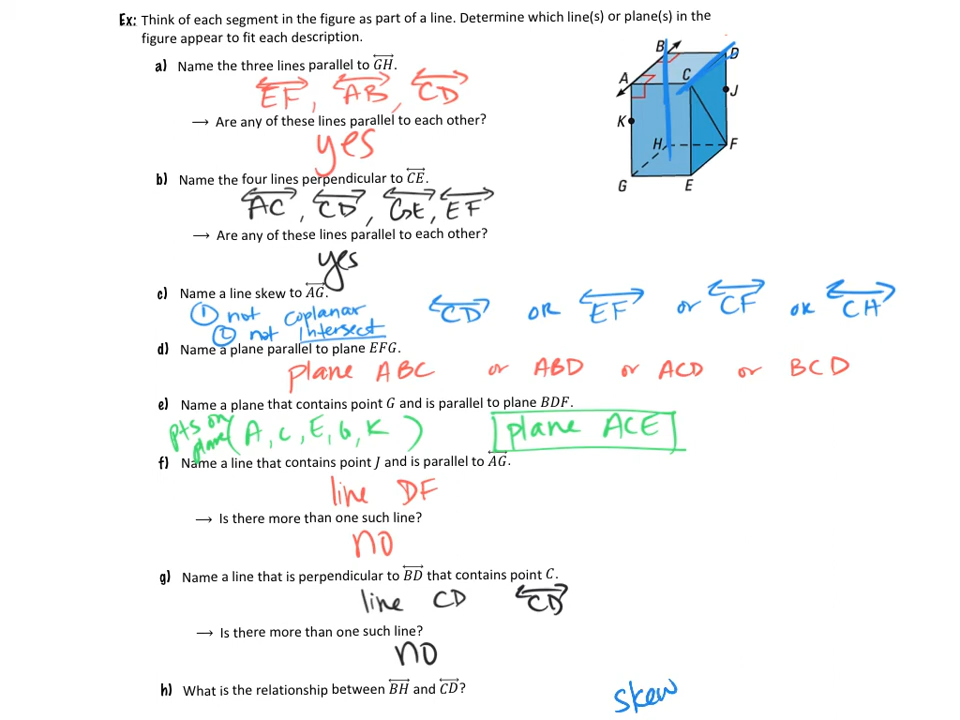 Ex: Think of each segment in the figure as part of a line. Determine which line(s) or plane(s) in the
figure appear to fit each description.
a) Name the three lines parallel to GH.
EF, AB, CD
→ Are any of these lines parallel to each other?
yes
b) Name the four lines perpendicular to CE.
AC, CD, GE, EF
→ Are any of these lines parallel to each other?
yes
c) Name a line skew to AG.
① not coplanar
② not intersect
CD OR EF or CF OR CH
d) Name a plane parallel to plane EFG.
plane ABC or ABD or ACD or BCD
e) Name a plane that contains point G and is parallel to plane BDF.
pts on plane (A, C, E, G, K) plane ACE
f) Name a line that contains point J and is parallel to AG.
line DF
→ Is there more than one such line?
no
g) Name a line that is perpendicular to BD that contains point C.
line CD CD
→ Is there more than one such line?
no
h) What is the relationship between BH and CD?
skew
B
D
A
C
J
K
H
F
G
E